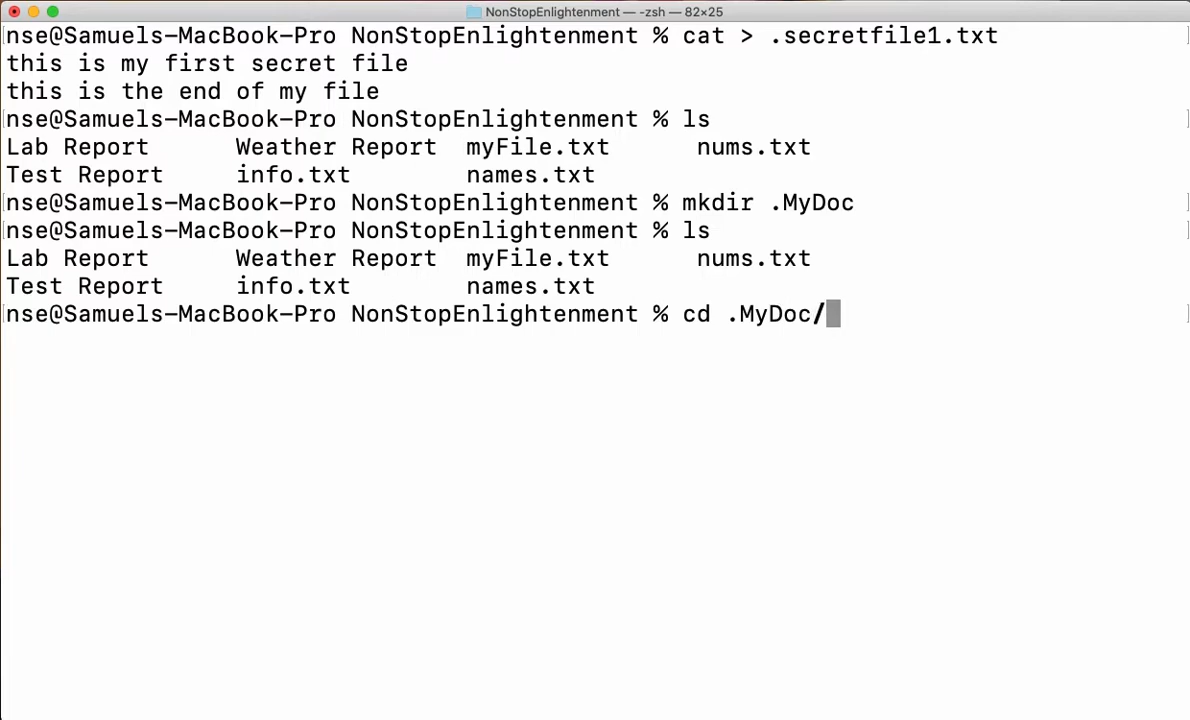 NonStopEnlightenment — -zsh — 82×25
[nse@Samuels-MacBook-Pro NonStopEnlightenment % cat > .secretfile1.txt ]
this is my first secret file
this is the end of my file
[nse@Samuels-MacBook-Pro NonStopEnlightenment % ls ]
Lab Report Weather Report myFile.txt nums.txt
Test Report info.txt names.txt
[nse@Samuels-MacBook-Pro NonStopEnlightenment % mkdir .MyDoc ]
[nse@Samuels-MacBook-Pro NonStopEnlightenment % ls ]
Lab Report Weather Report myFile.txt nums.txt
Test Report info.txt names.txt
[nse@Samuels-MacBook-Pro NonStopEnlightenment % cd .MyDoc/ ]